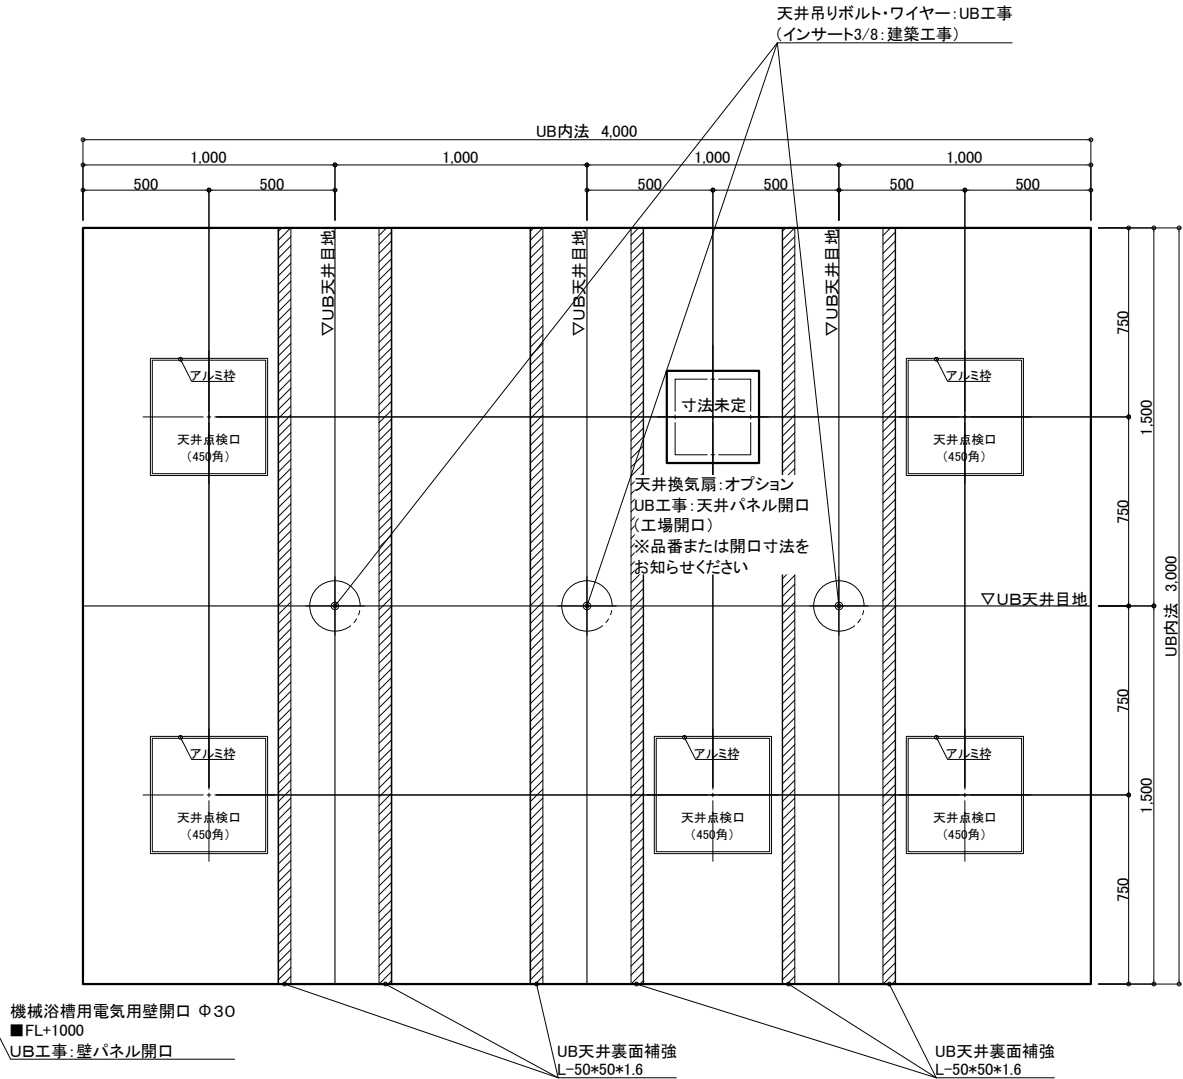 天井吊りボルト・ワイヤー:UB工事
(インサート3/8:建築工事)
UB内法 4,000
1,000 1,000 1,000 1,000
500 500 500 500 500 500
▽UB天井目地
▽UB天井目地
▽UB天井目地
アルミ枠
天井点検口
(450角)
寸法未定
アルミ枠
天井点検口
(450角)
天井換気扇:オプション
UB工事:天井パネル開口
(工場開口)
※品番または開口寸法を
お知らせください
▽UB天井目地
750
1,500
750
UB内法 3,000
750
1,500
750
アルミ枠
天井点検口
(450角)
アルミ枠
天井点検口
(450角)
アルミ枠
天井点検口
(450角)
機械浴槽用電気用壁開口 Φ30
■FL+1000
UB工事:壁パネル開口
UB天井裏面補強
L-50*50*1.6
UB天井裏面補強
L-50*50*1.6